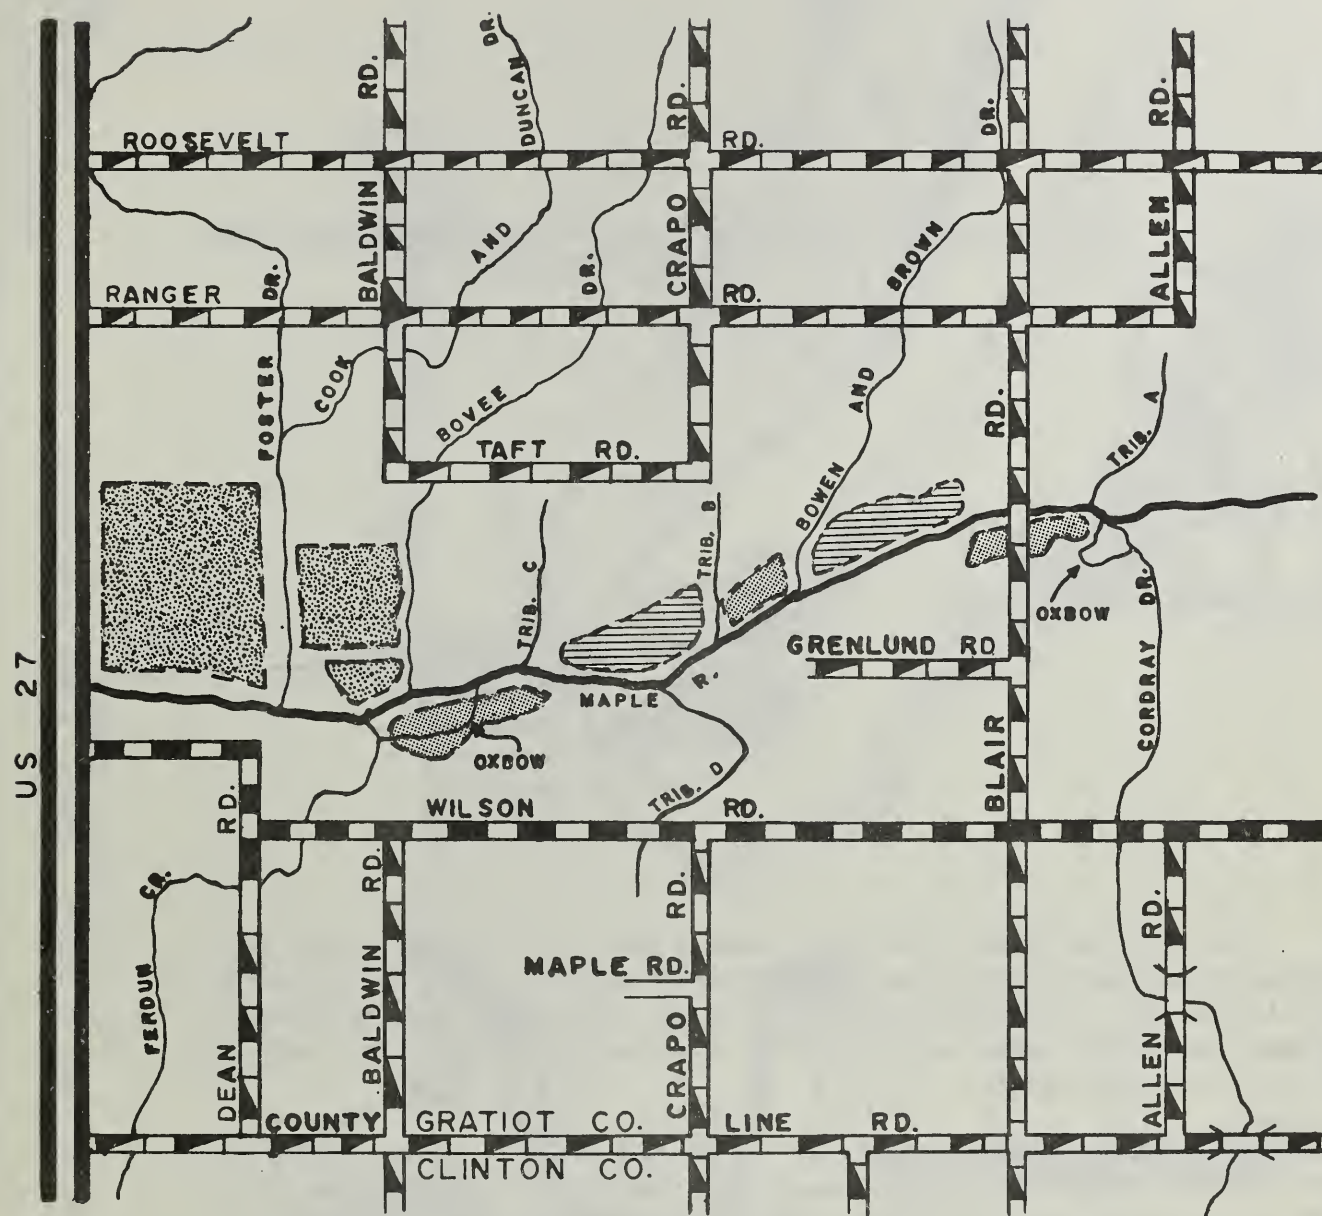 DUNCAN AND COOK DR.
RD.
RD.
DR.
RD.
ROOSEVELT RD.
BALDWIN
CRAPO
BOWEN AND BROWN
ALLEN
RANGER RD.
FOSTER DR.
BOVEE DR.
TAFT RD.
RD.
TRIB. A
TRIB. B
TRIB. C
OXBOW
CORDRAY DR.
GRENLUND RD
MAPLE R.
OXBOW
TRIB. D
BLAIR
US 27
WILSON RD.
RD.
DEAN
FERDUN CR.
BALDWIN RD.
MAPLE RD.
CRAPO RD.
ALLEN RD.
COUNTY LINE RD.
GRATIOT CO.
CLINTON CO.